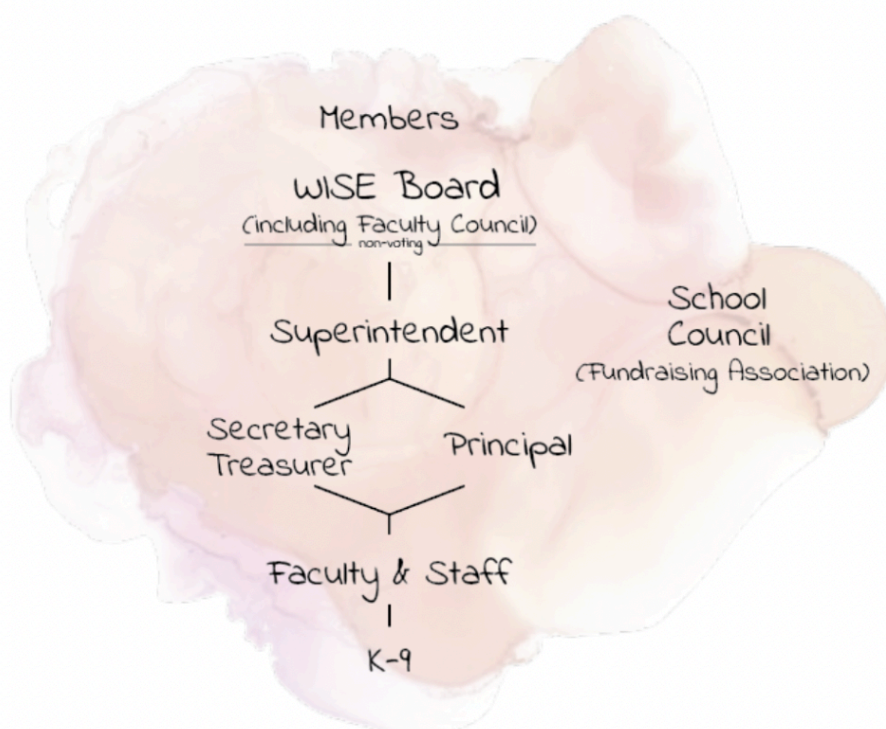 Members
WISE Board
(including Faculty Council)
non-voting
Superintendent
School
Council
(Fundraising Association)
Secretary
Treasurer
Principal
Faculty & Staff
K-9